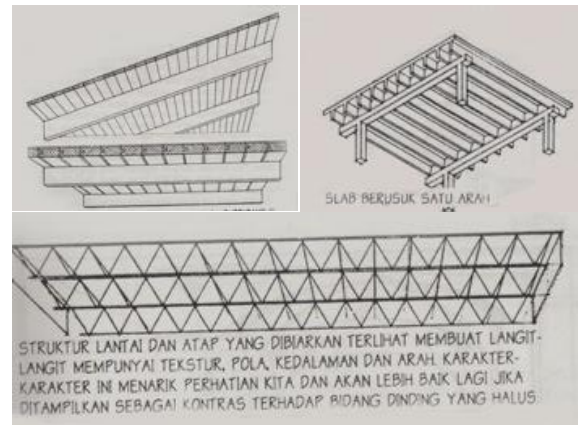 SLAB BERUSUK SATU ARAH
STRUKTUR LANTAI DAN ATAP YANG DIBIARKAN TERLIHAT MEMBUAT LANGIT-
LANGIT MEMPUNYAI TEKSTUR, POLA, KEDALAMAN DAN ARAH. KARAKTER-
KARAKTER INI MENARIK PERHATIAN KITA DAN AKAN LEBIH BAIK LAGI JIKA
DITAMPILKAN SEBAGAI KONTRAS TERHADAP BIDANG DINDING YANG HALUS